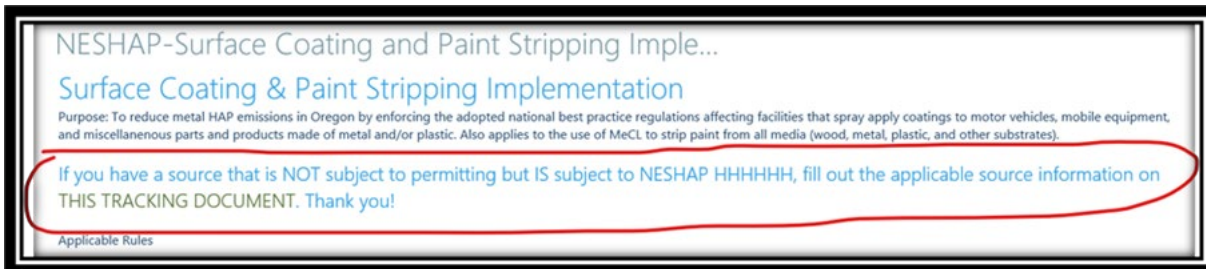 NESHAP-Surface Coating and Paint Stripping Imple...
Surface Coating & Paint Stripping Implementation
Purpose: To reduce metal HAP emissions in Oregon by enforcing the adopted national best practice regulations affecting facilities that spray apply coatings to motor vehicles, mobile equipment,
and miscellanenous parts and products made of metal and/or plastic. Also applies to the use of MeCL to strip paint from all media (wood, metal, plastic, and other substrates).
If you have a source that is NOT subject to permitting but IS subject to NESHAP HHHHHH, fill out the applicable source information on
THIS TRACKING DOCUMENT. Thank you!
Applicable Rules